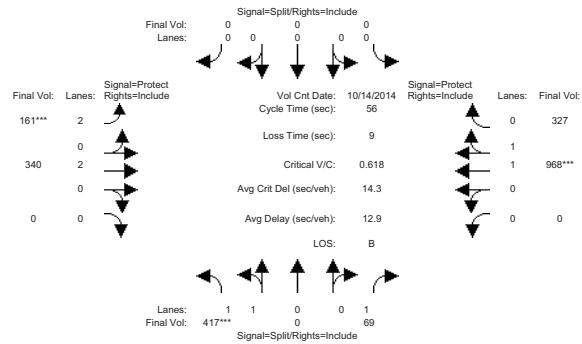 Signal=Split/Rights=Include
Final Vol: 0 0 0
Lanes: 0 0 0 0 0
Signal=Protect
Final Vol: Lanes: Rights=Include
Vol Cnt Date: 10/14/2014
Signal=Protect
Rights=Include Lanes: Final Vol:
Cycle Time (sec): 56
161*** 2
0 327
Loss Time (sec): 9
0
1
340 2
Critical V/C: 0.618
1 968***
0
Avg Crit Del (sec/veh): 14.3
0
0 0
Avg Delay (sec/veh): 12.9
0 0
LOS: B
Lanes: 1 1 0 0 1
Final Vol: 417*** 0 69
Signal=Split/Rights=Include